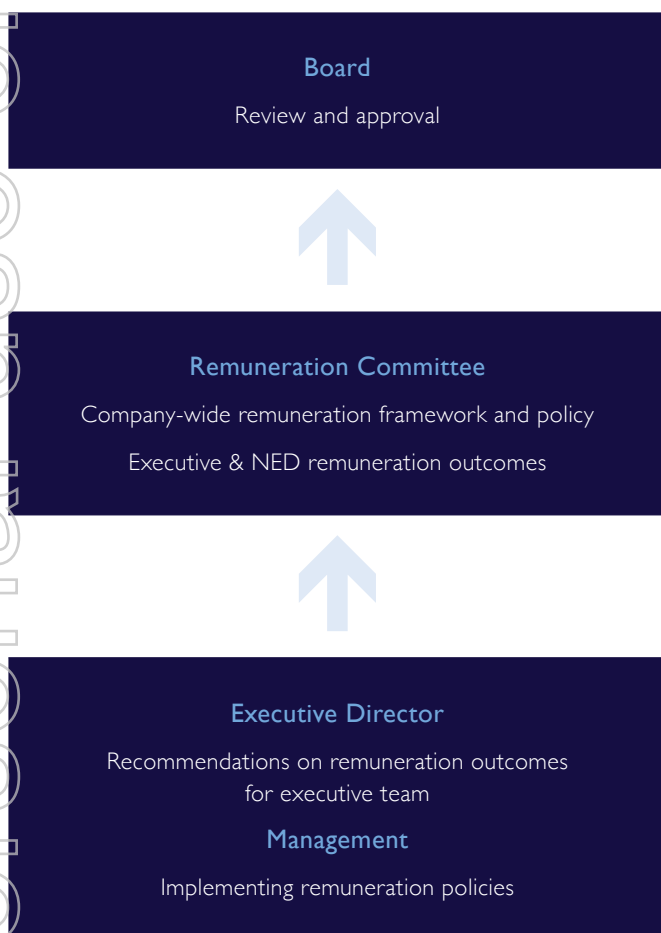 Board
Review and approval
Remuneration Committee
Company-wide remuneration framework and policy
Executive & NED remuneration outcomes
Executive Director
Recommendations on remuneration outcomes
for executive team
Management
Implementing remuneration policies